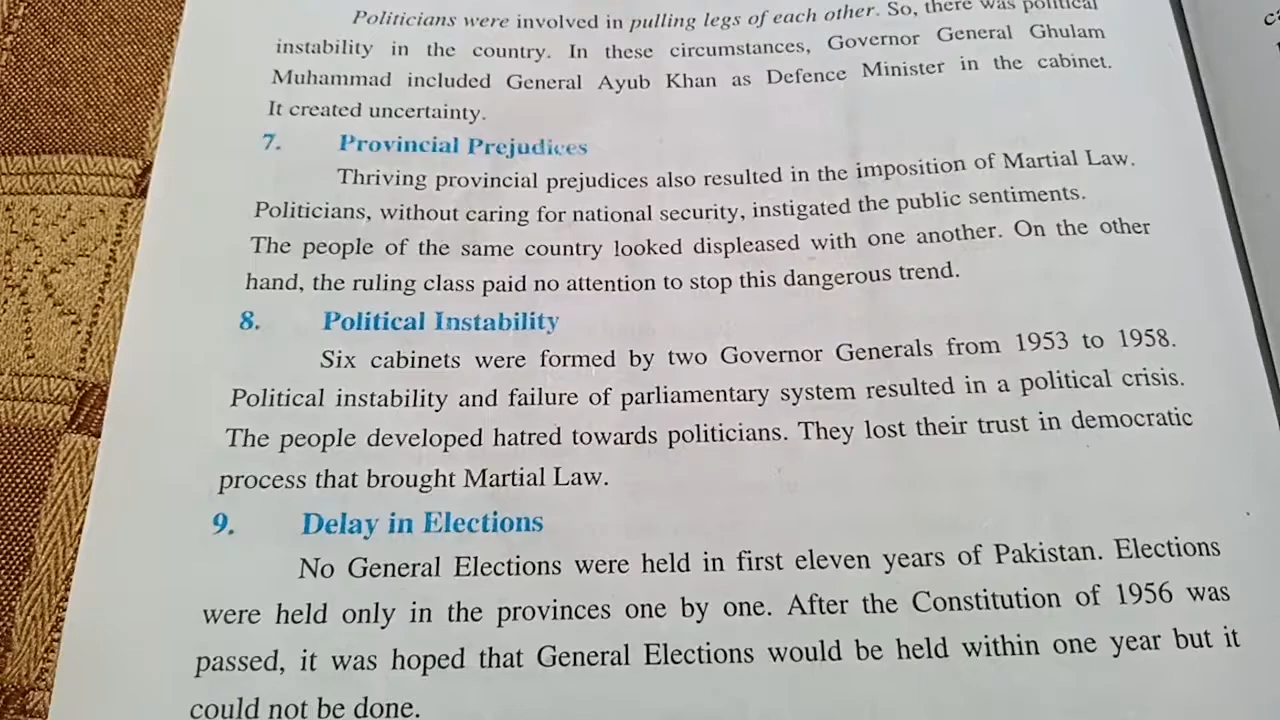 Politicians were involved in pulling legs of each other. So, there was political
instability in the country. In these circumstances, Governor General Ghulam
Muhammad included General Ayub Khan as Defence Minister in the cabinet.
It created uncertainty.
7. Provincial Prejudices
Thriving provincial prejudices also resulted in the imposition of Martial Law.
Politicians, without caring for national security, instigated the public sentiments.
The people of the same country looked displeased with one another. On the other
hand, the ruling class paid no attention to stop this dangerous trend.
8. Political Instability
Six cabinets were formed by two Governor Generals from 1953 to 1958.
Political instability and failure of parliamentary system resulted in a political crisis.
The people developed hatred towards politicians. They lost their trust in democratic
process that brought Martial Law.
9. Delay in Elections
No General Elections were held in first eleven years of Pakistan. Elections
were held only in the provinces one by one. After the Constitution of 1956 was
passed, it was hoped that General Elections would be held within one year but it
could not be done.